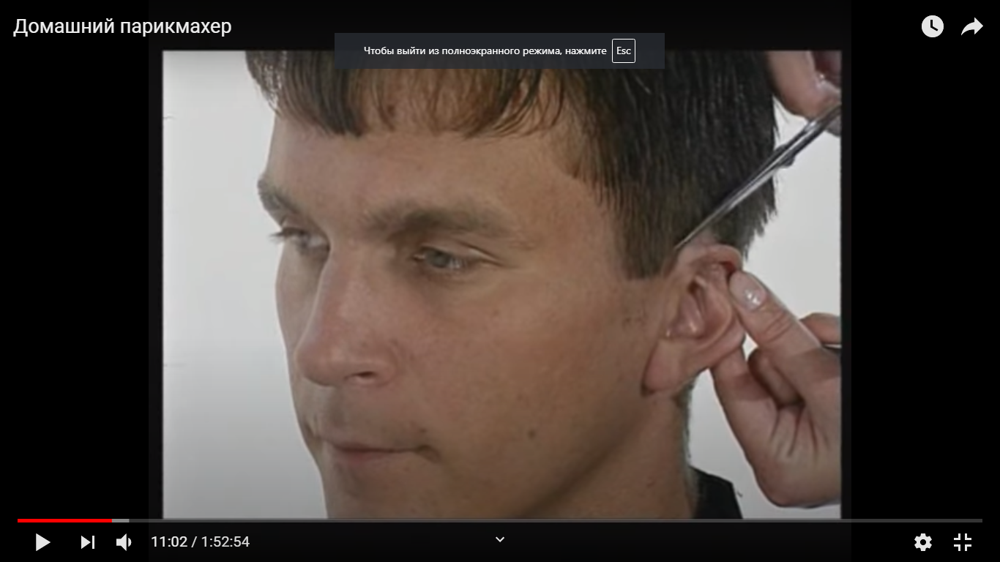 Домашний парикмахер
Чтобы выйти из полноэкранного режима, нажмите Esc
11:02 / 1:52:54